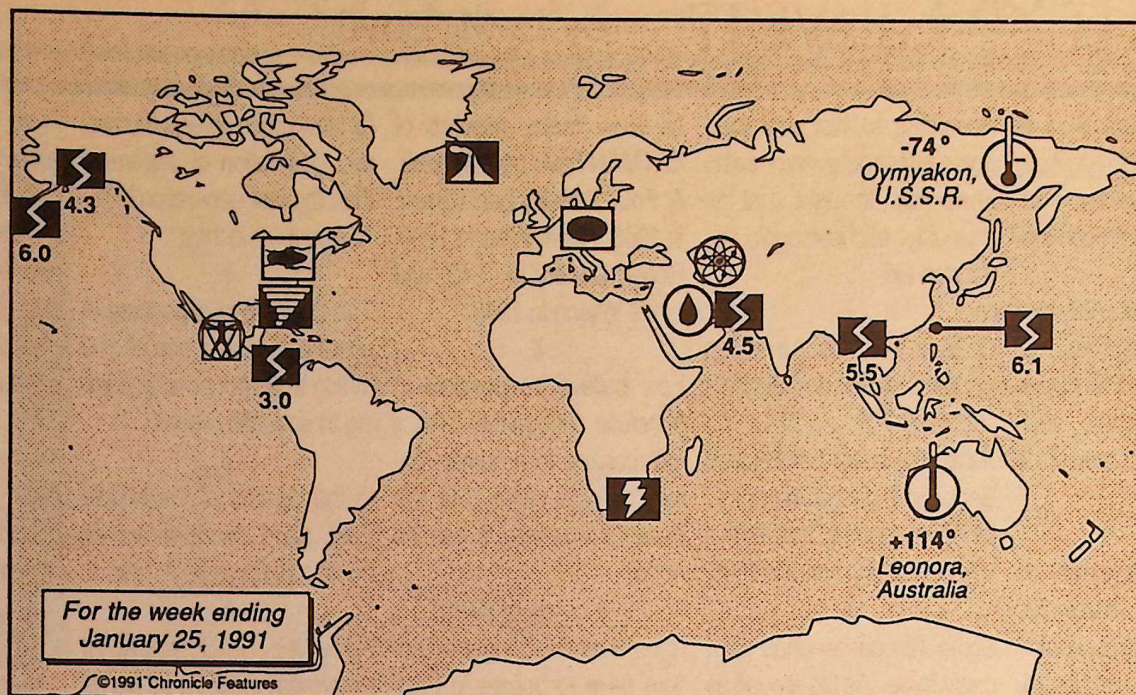 -74°
Oymyakon,
U.S.S.R.
4.3
6.0
4.5
5.5
6.1
3.0
+114°
Leonora,
Australia
For the week ending
January 25, 1991
©1991 Chronicle Features